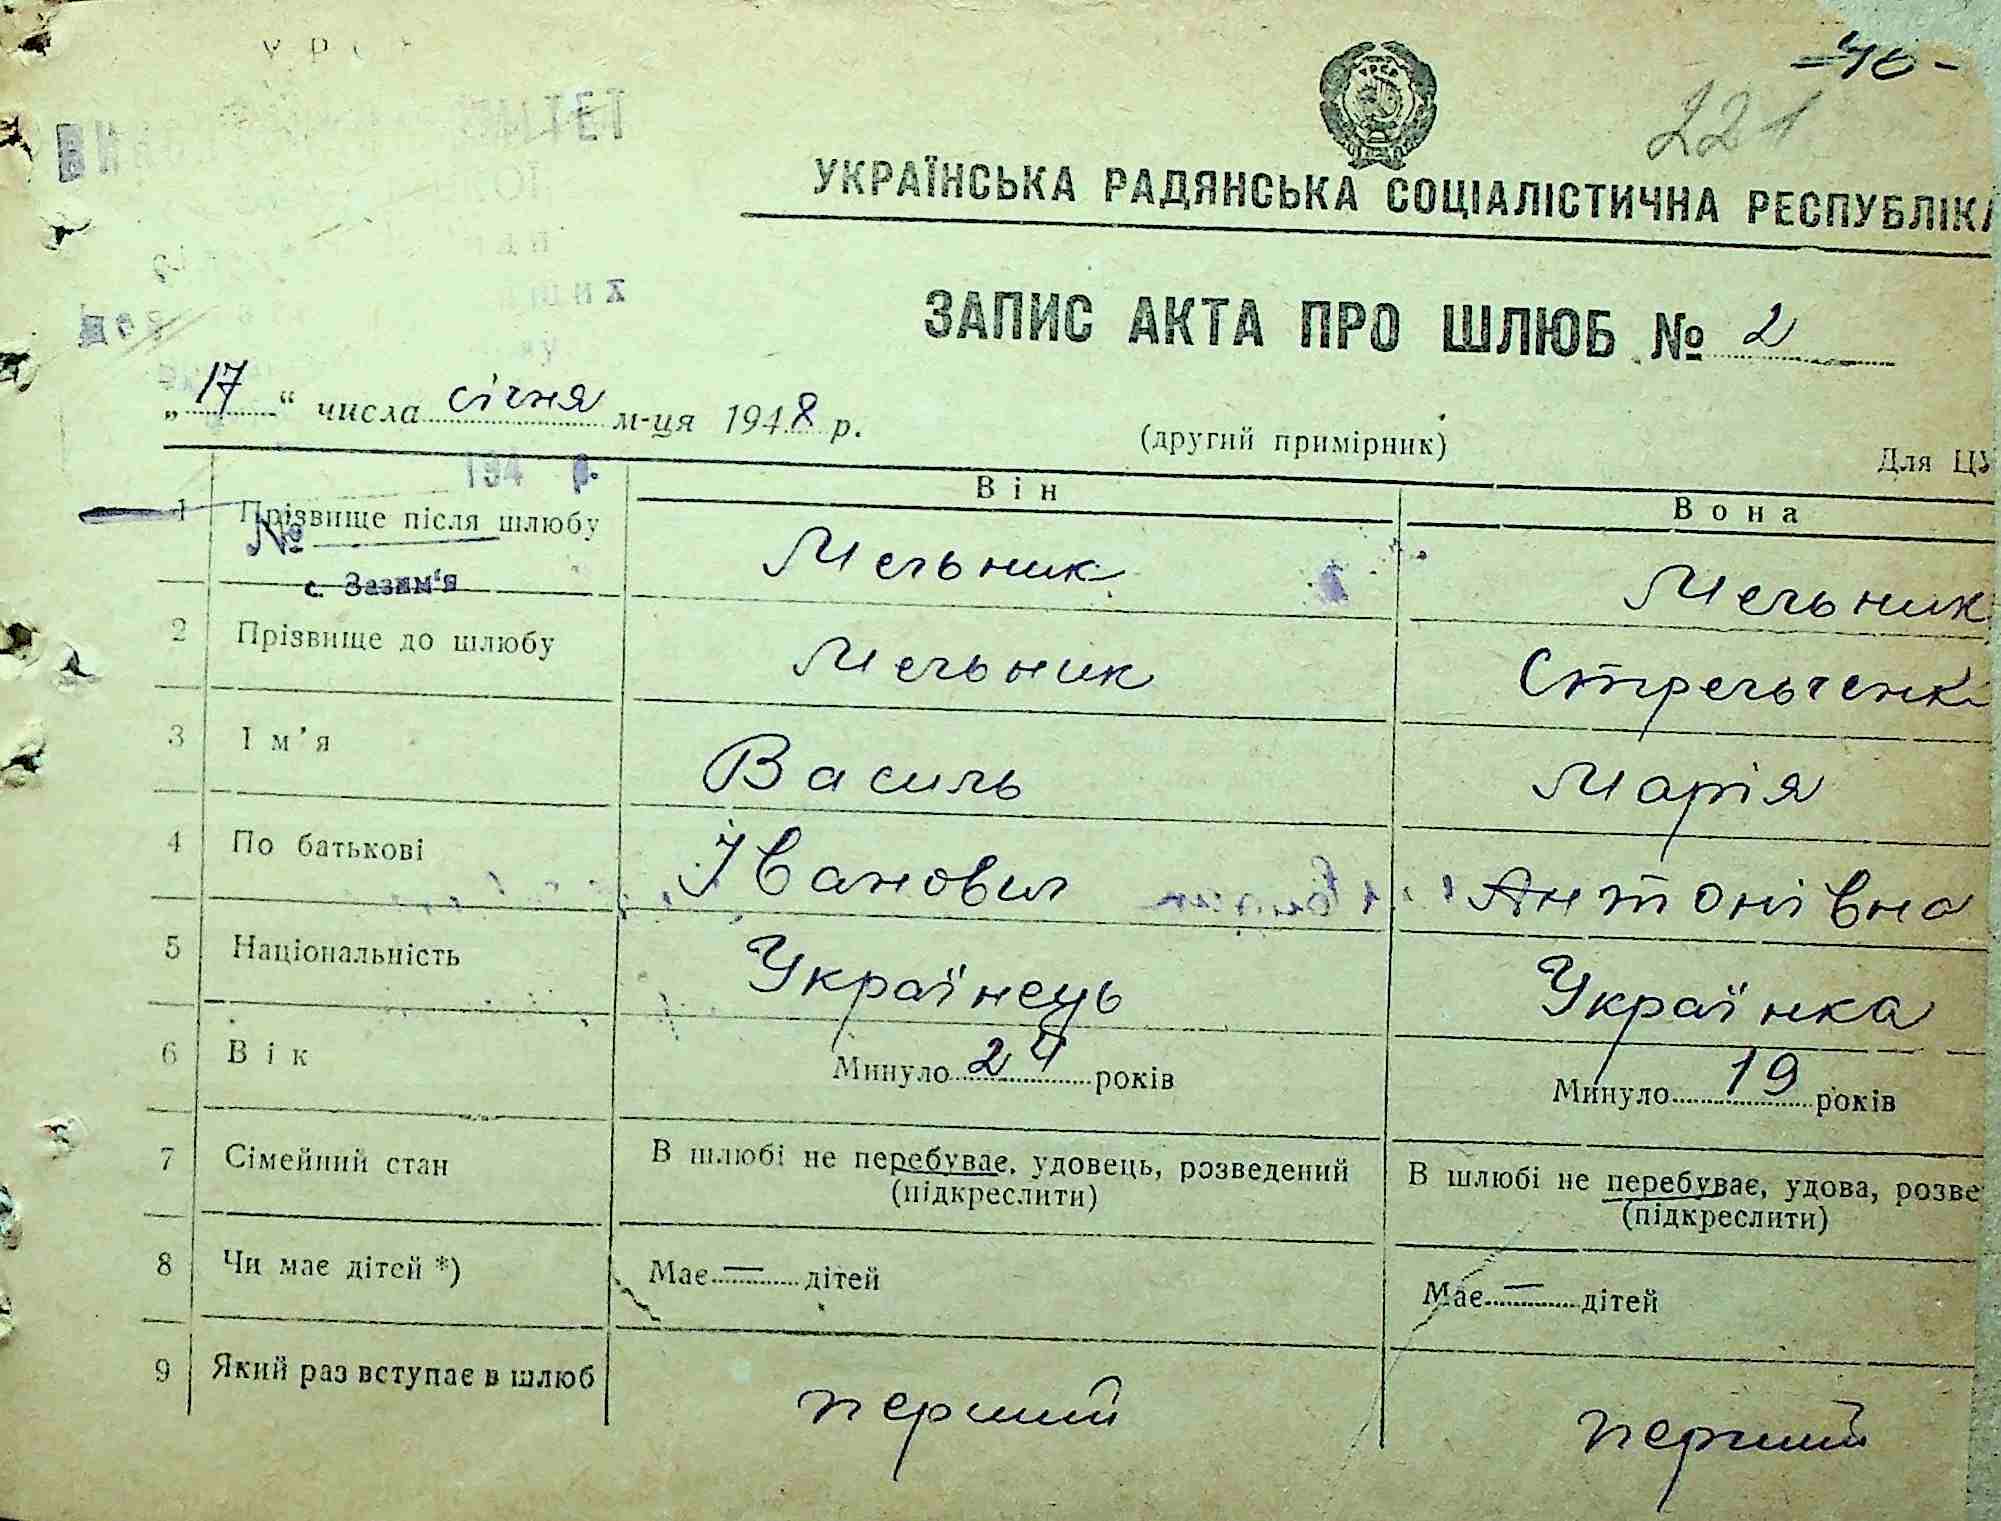 УРСР
=40-
221
УКРАЇНСЬКА РАДЯНСЬКА СОЦІАЛІСТИЧНА РЕСПУБЛІКА
ЗАПИС АКТА ПРО ШЛЮБ № 2
„17“ числа січня м-ця 1948 р.
(другий примірник)
Для ЦУ
194 р.
Він Вона
1 Прізвище після шлюбу Мельник Мельник
№
с. Зазим'я
2 Прізвище до шлюбу Мельник Стрельченк
3 Ім'я Василь Марія
4 По батькові Іванович Антонівна
5 Національність Українець Українка
6 Вік Минуло 24 років Минуло 19 років
7 Сімейний стан В шлюбі не перебуває, удовець, розведений В шлюбі не перебуває, удова, розве
(підкреслити) (підкреслити)
8 Чи має дітей *) Має — дітей Має — дітей
9 Який раз вступає в шлюб перший перший